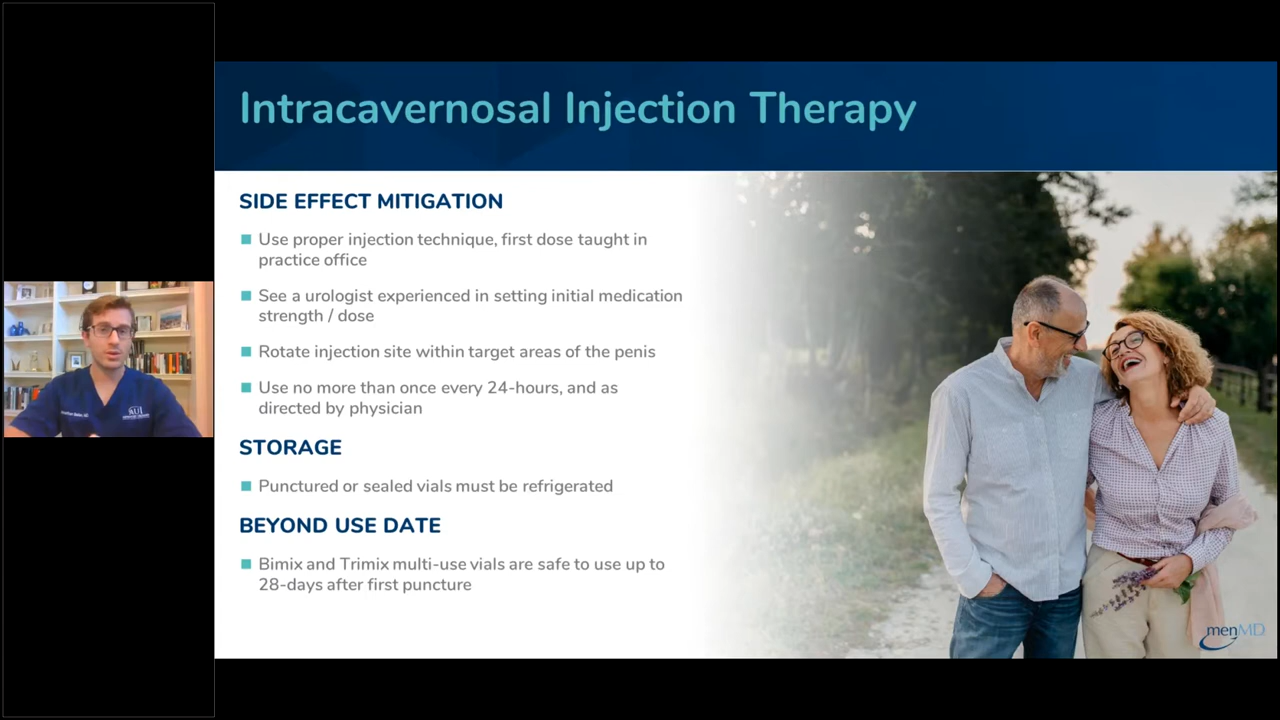 Intracavernosal Injection Therapy
SIDE EFFECT MITIGATION
Use proper injection technique, first dose taught in
practice office
See a urologist experienced in setting initial medication
strength / dose
Rotate injection site within target areas of the penis
Use no more than once every 24-hours, and as
directed by physician
STORAGE
Punctured or sealed vials must be refrigerated
BEYOND USE DATE
Bimix and Trimix multi-use vials are safe to use up to
28-days after first puncture
menMD